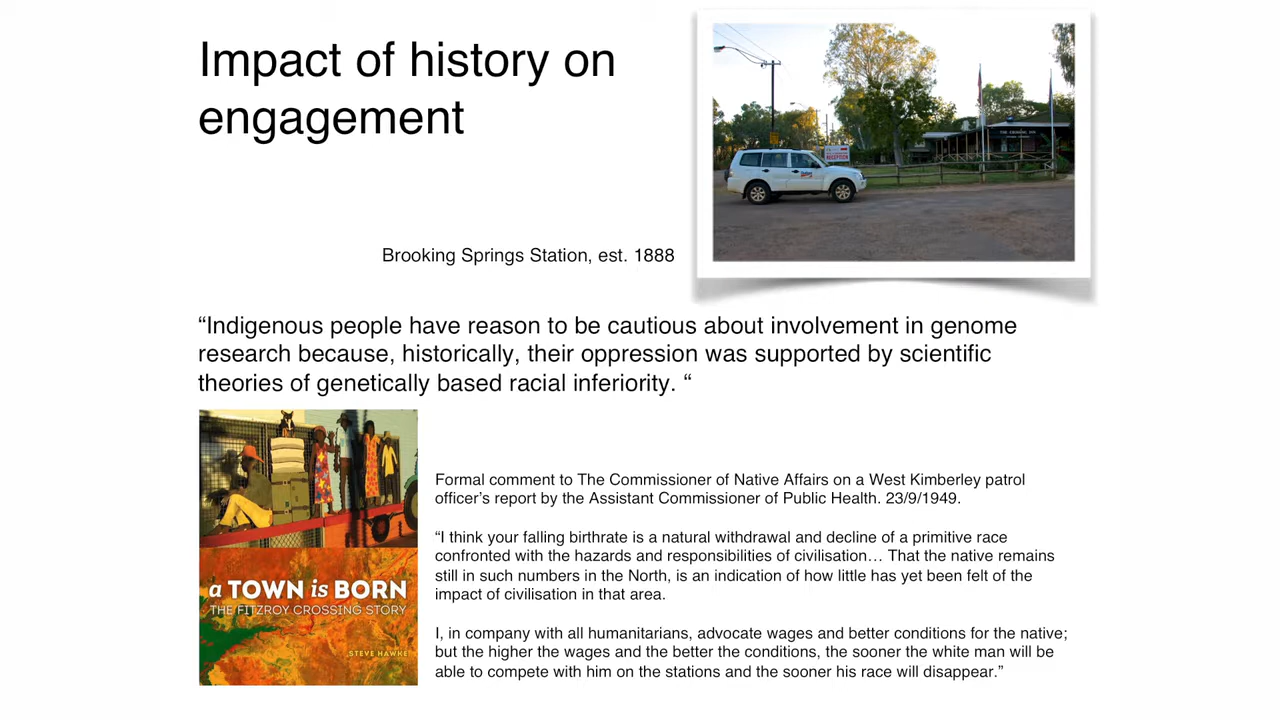 Impact of history on
engagement
RECEPTION
Brooking Springs Station, est. 1888
“Indigenous people have reason to be cautious about involvement in genome
research because, historically, their oppression was supported by scientific
theories of genetically based racial inferiority. “
Formal comment to The Commissioner of Native Affairs on a West Kimberley patrol
officer’s report by the Assistant Commissioner of Public Health. 23/9/1949.
“I think your falling birthrate is a natural withdrawal and decline of a primitive race
confronted with the hazards and responsibilities of civilisation… That the native remains
still in such numbers in the North, is an indication of how little has yet been felt of the
impact of civilisation in that area.
I, in company with all humanitarians, advocate wages and better conditions for the native;
but the higher the wages and the better the conditions, the sooner the white man will be
able to compete with him on the stations and the sooner his race will disappear.”
a TOWN is BORN
THE FITZROY CROSSING STORY
STEVE HAWKE